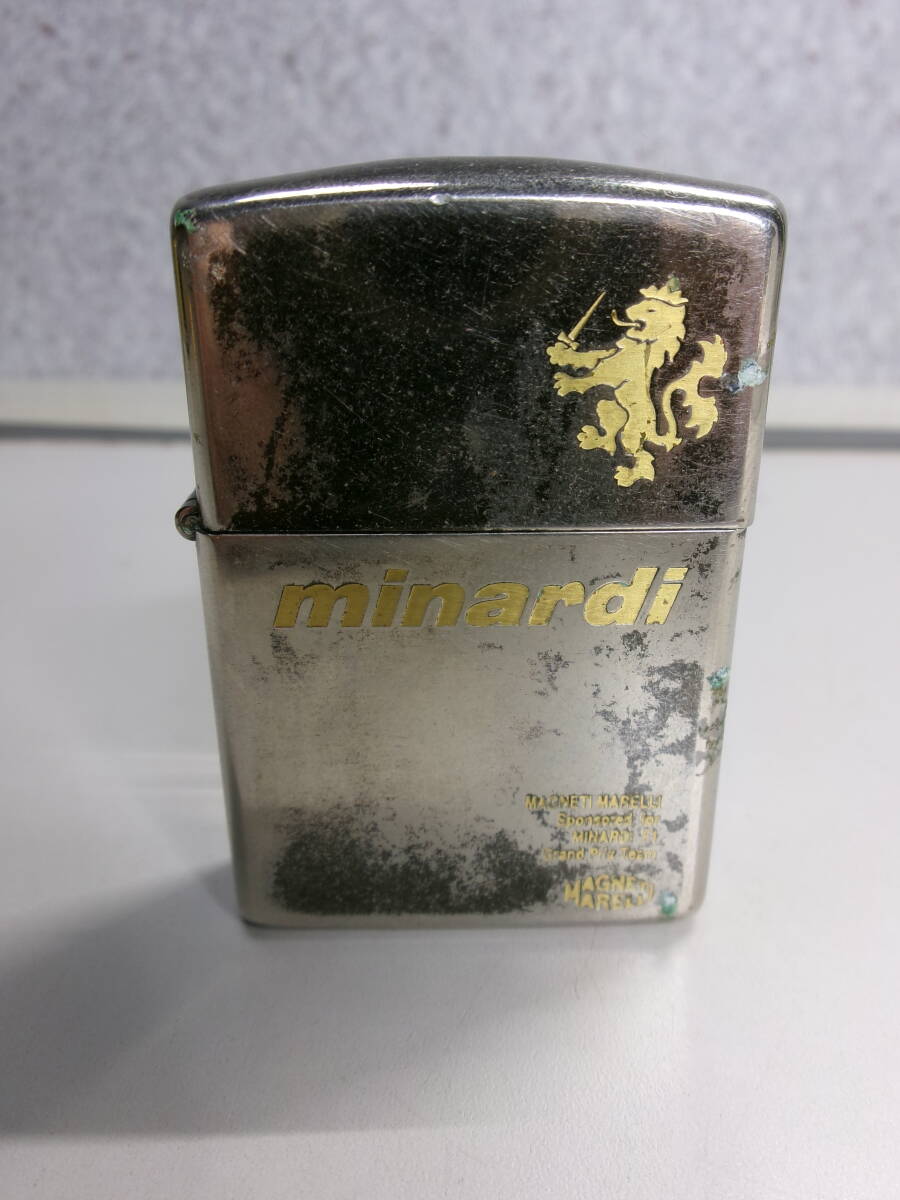 minardi
MAGNETI MARELLI
Sponsored for
MINARDI F1
Grand Prix Team
MAGNETI
MARELLI